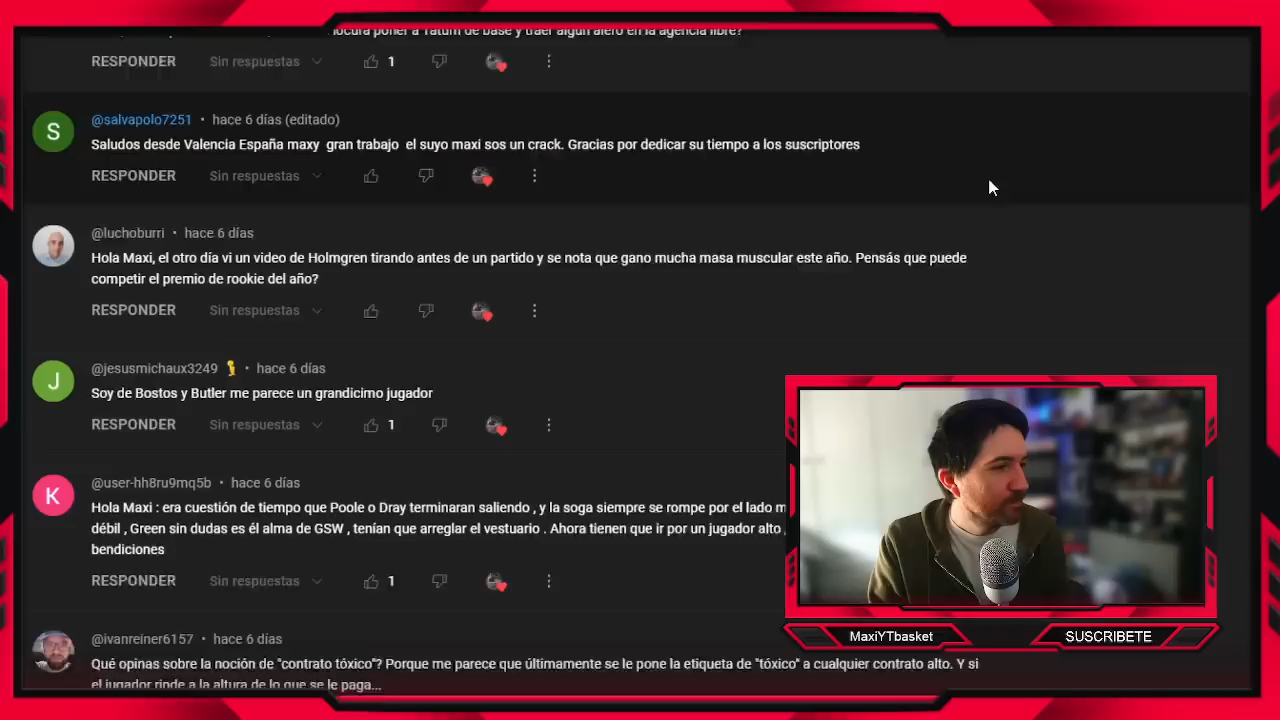 locura poner a Tatum de base y traer algún alero en la agencia libre?
RESPONDER Sin respuestas 1
@salvapolo7251 • hace 6 días (editado)
Saludos desde Valencia España maxy gran trabajo el suyo maxi sos un crack. Gracias por dedicar su tiempo a los suscriptores
RESPONDER Sin respuestas
S
@luchoburri • hace 6 días
Hola Maxi, el otro día vi un video de Holmgren tirando antes de un partido y se nota que gano mucha masa muscular este año. Pensás que puede
competir el premio de rookie del año?
RESPONDER Sin respuestas
@jesusmichaux3249 • hace 6 días
J
Soy de Bostos y Butler me parece un grandicimo jugador
RESPONDER Sin respuestas 1
@user-hh8ru9mq5b • hace 6 días
K
Hola Maxi : era cuestión de tiempo que Poole o Dray terminaran saliendo , y la soga siempre se rompe por el lado m
débil , Green sin dudas es él alma de GSW , tenían que arreglar el vestuario . Ahora tienen que ir por un jugador alto ,
bendiciones
RESPONDER Sin respuestas 1
@ivanreiner6157 • hace 6 días
Qué opinas sobre la noción de "contrato tóxico"? Porque me parece que últimamente se le pone la etiqueta de "tóxico" a cualquier contrato alto. Y si
el jugador rinde a la altura de lo que se le paga...
MaxiYTbasket
SUSCRIBETE